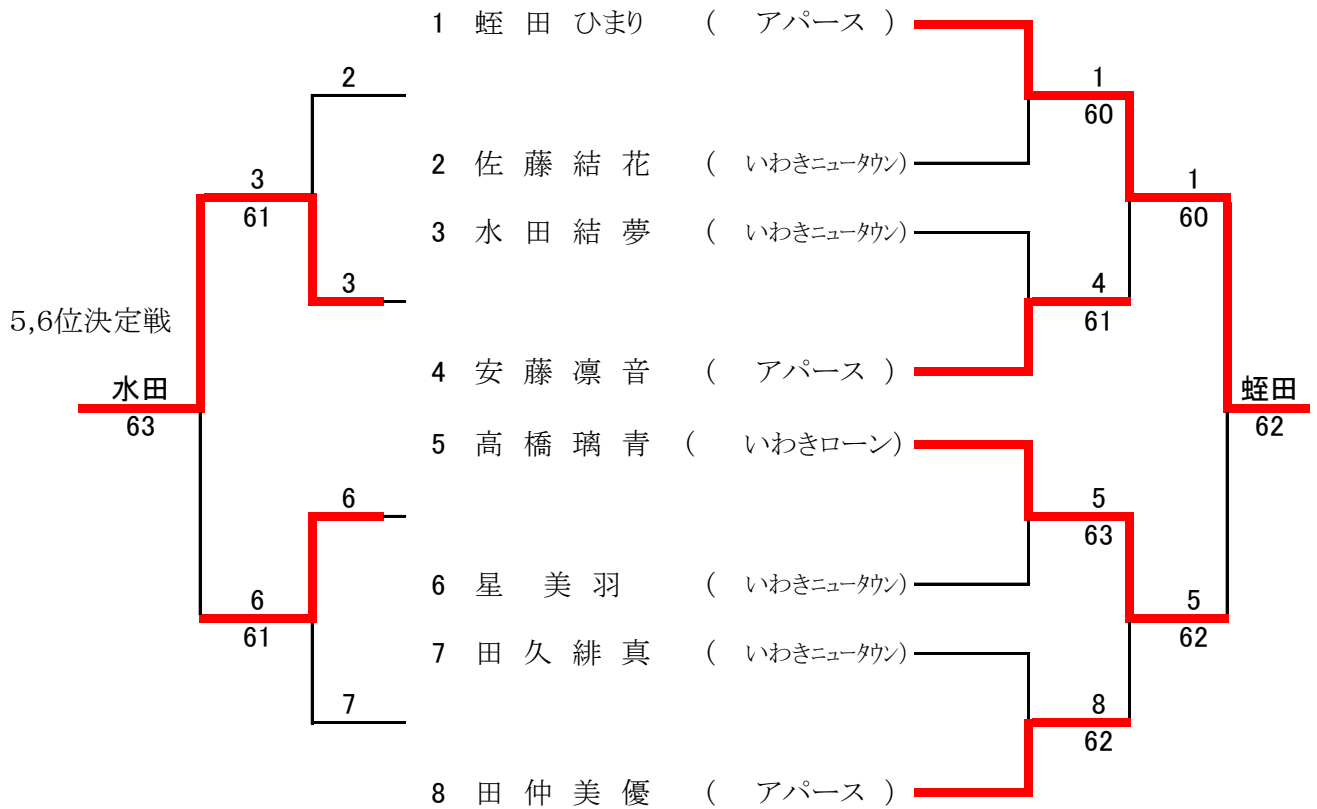 1 蛭 田 ひまり ( アパース )
2
1
60
2 佐 藤 結 花 ( いわきニュータウン)
3
61
1
60
3 水 田 結 夢 ( いわきニュータウン)
3
4
61
5,6位決定戦
4 安 藤 凛 音 ( アパース )
水田
63
蛭田
62
5 高 橋 璃 青 ( いわきローン)
6
5
63
6 星 美 羽 ( いわきニュータウン)
6
61
5
62
7 田 久 緋 真 ( いわきニュータウン)
7
8
62
8 田 仲 美 優 ( アパース )